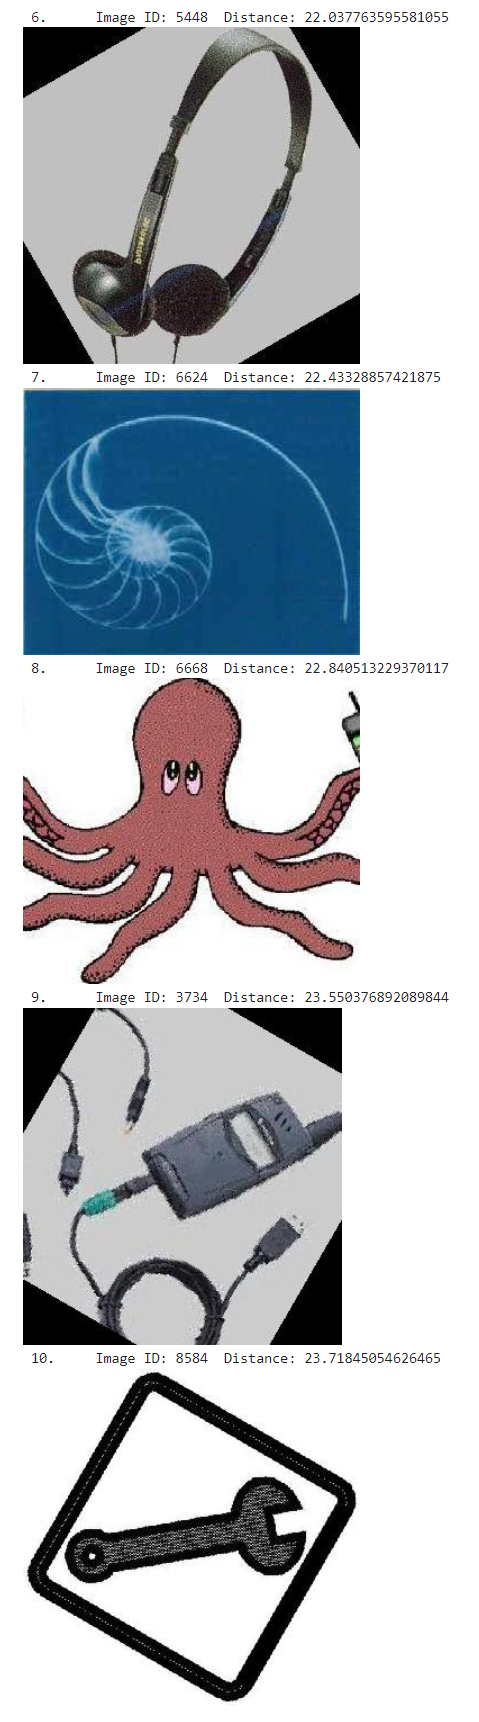 6. Image ID: 5448 Distance: 22.037763595581055
7. Image ID: 6624 Distance: 22.43328857421875
8. Image ID: 6668 Distance: 22.840513229370117
9. Image ID: 3734 Distance: 23.550376892089844
10. Image ID: 8584 Distance: 23.71845054626465